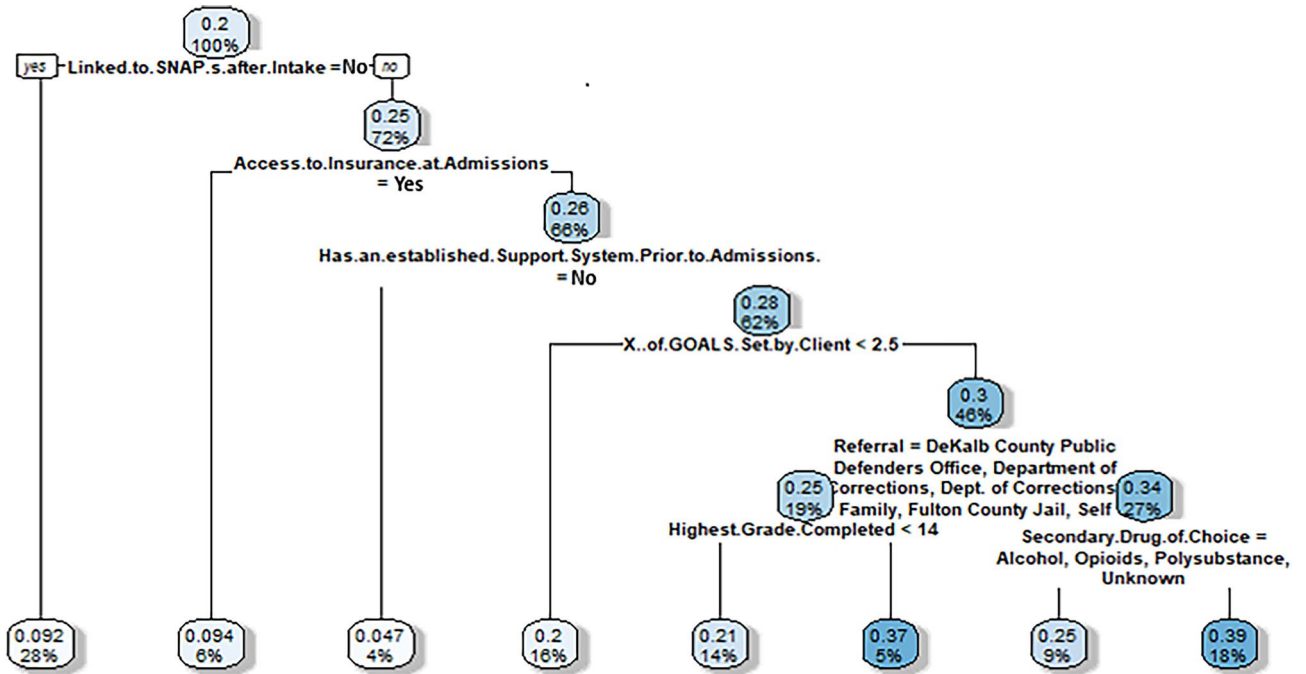 0.2
100%
yes Linked.to.SNAP.s.after.Intake =No no
0.25
72%
Access.to.Insurance.at.Admissions
= Yes
0.26
66%
Has.an.established.Support.System.Prior.to.Admissions.
= No
0.28
62%
X..of.GOALS.Set.by.Client < 2.5
0.3
46%
Referral = DeKalb County Public
Defenders Office, Department of
Corrections, Dept. of Corrections
Family, Fulton County Jail, Self
0.25
19%
0.34
27%
Highest.Grade.Completed < 14
Secondary.Drug.of.Choice =
Alcohol, Opioids, Polysubstance,
Unknown
0.092 0.094 0.047 0.2 0.21 0.37 0.25 0.39
28% 6% 4% 16% 14% 5% 9% 18%